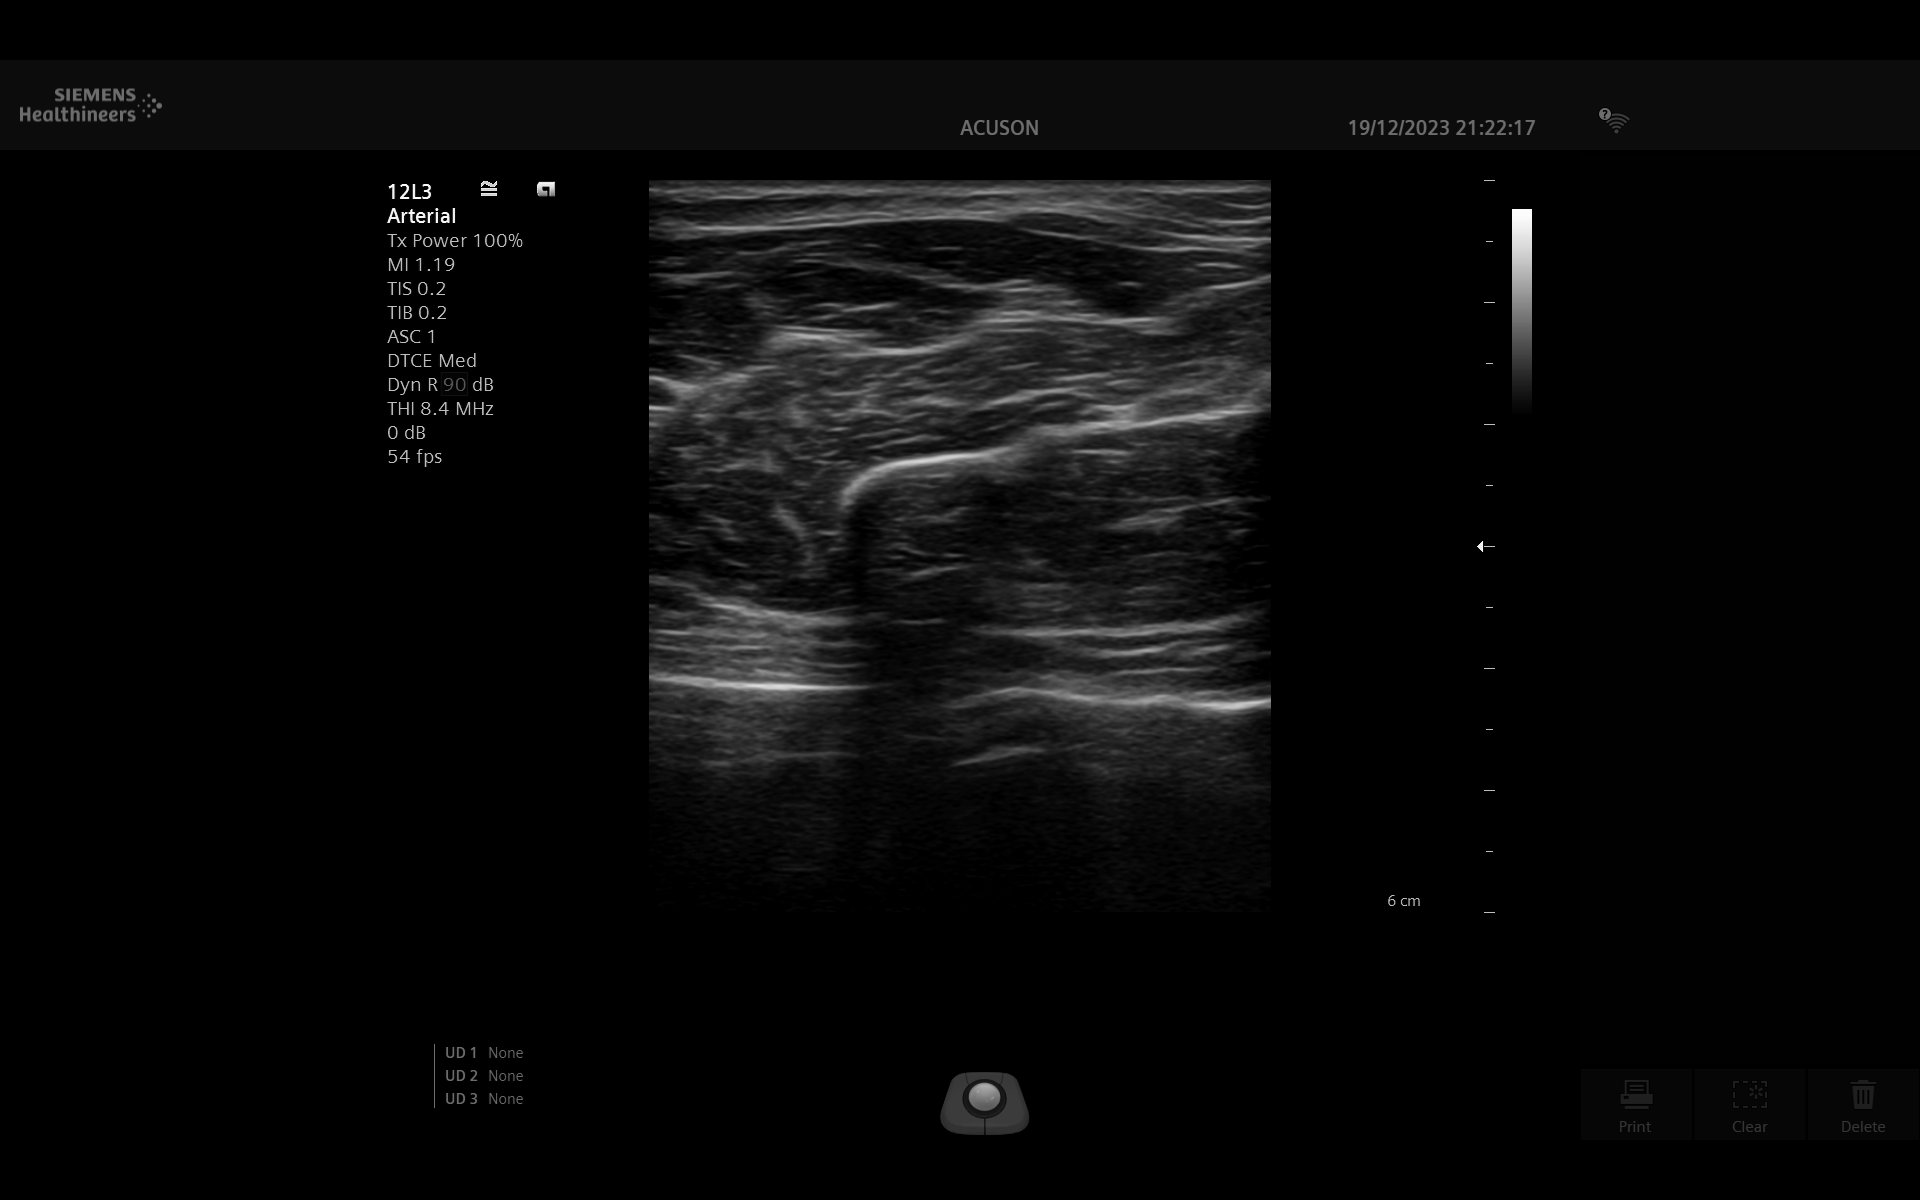 SIEMENS
Healthineers
ACUSON
19/12/2023 21:22:17
?
12L3
Arterial
Tx Power 100%
MI 1.19
TIS 0.2
TIB 0.2
ASC 1
DTCE Med
Dyn R 90 dB
THI 8.4 MHz
0 dB
54 fps
6 cm
UD 1 None
UD 2 None
UD 3 None
Print
Clear
Delete